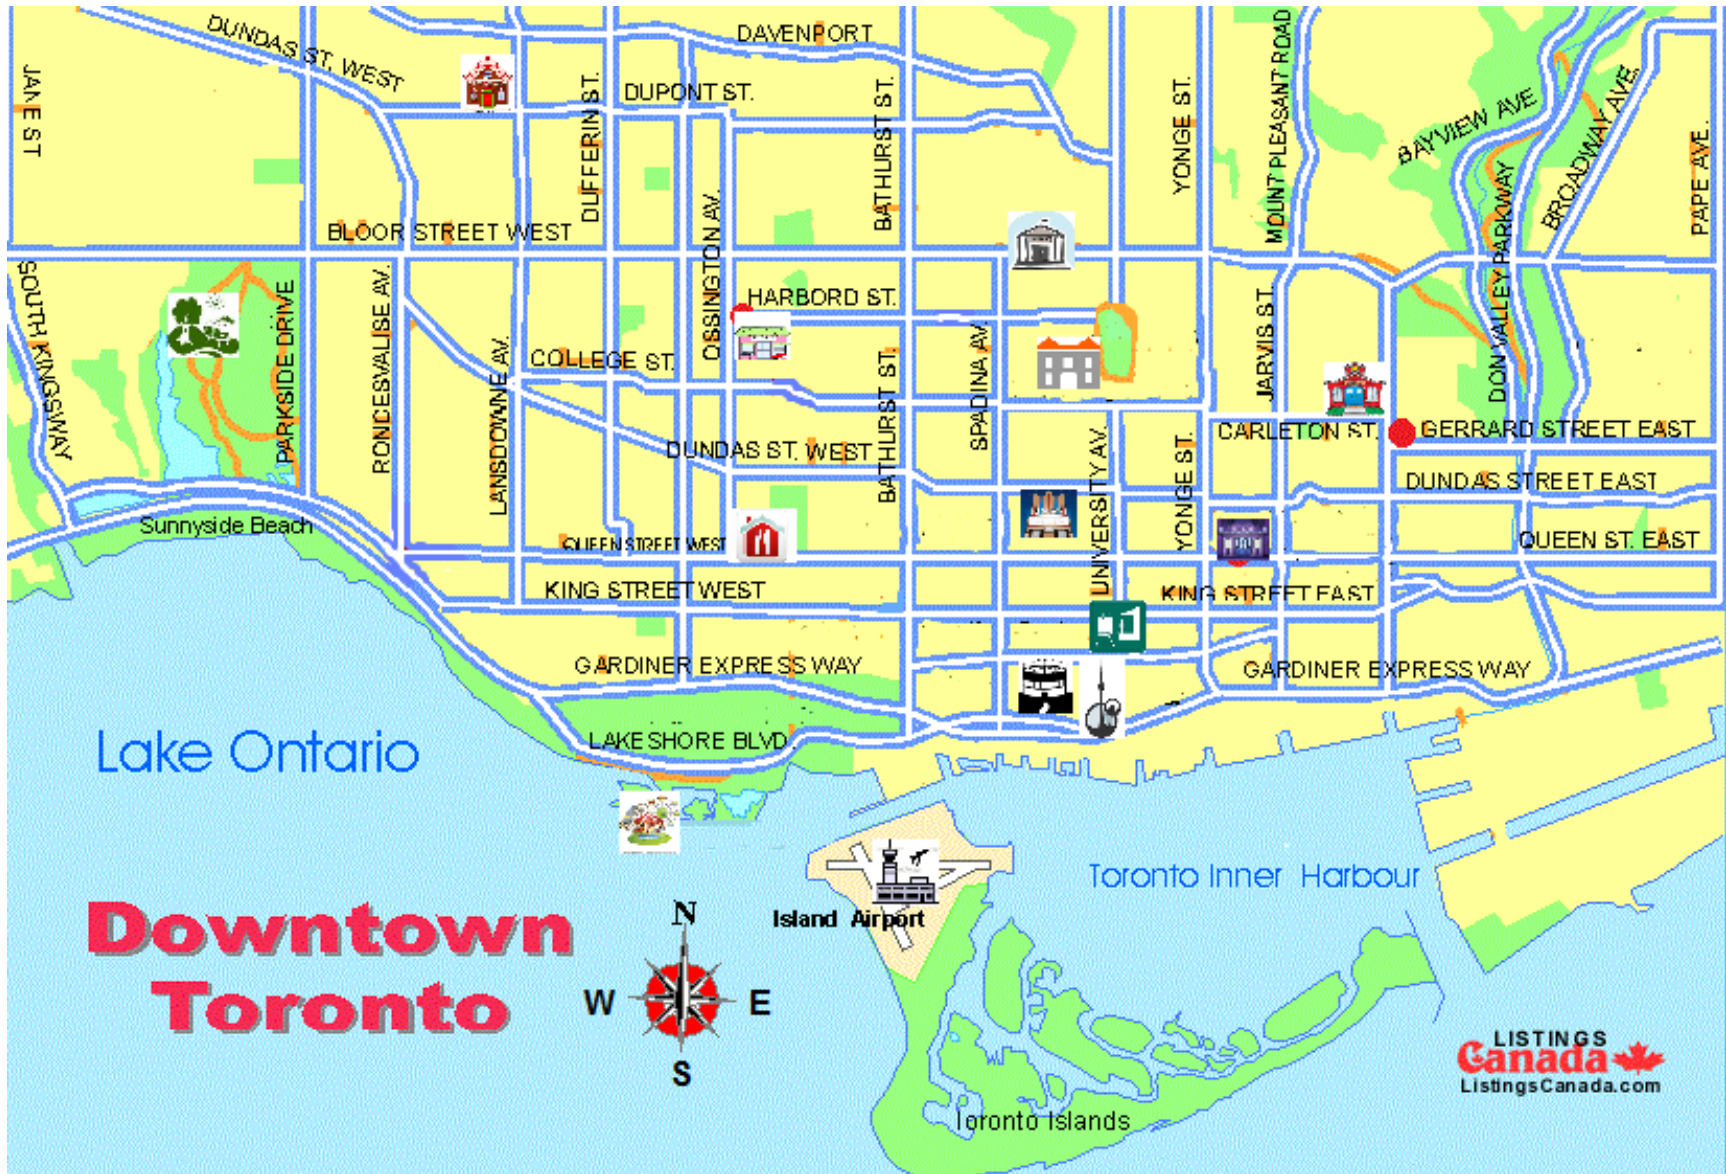 DAVENPORT
DUNDAS ST. WEST
JANE ST
DUFFERIN ST.
DUPONT ST.
BATHURST ST.
YONGE ST.
MOUNT PLEASANT ROAD
BAYVIEW AVE
BROADWAY AVE.
PAPE AVE.
BLOOR STREET WEST
OSSINGTON AV.
DON VALLEY PARKWAY
SOUTH KINGSWAY
PARKSIDE DRIVE
RONDESVALISE AV.
LANSDOWNE AV.
HARBORD ST.
COLLEGE ST.
BATHURST ST.
SPADINA AV.
JARVIS ST.
CARLETON ST.
GERRARD STREET EAST
DUNDAS ST. WEST
UNIVERSITY AV.
YONGE ST.
DUNDAS STREET EAST
Sunnyside Beach
QUEEN STREET WEST
QUEEN ST. EAST
KING STREET WEST
KING STREET EAST
GARDINER EXPRESS WAY
GARDINER EXPRESS WAY
LAKESHORE BLVD.
Lake Ontario
Toronto Inner Harbour
Island Airport
Downtown
Toronto
N
W
E
S
Toronto Islands
LISTINGS
Canada
ListingsCanada.com